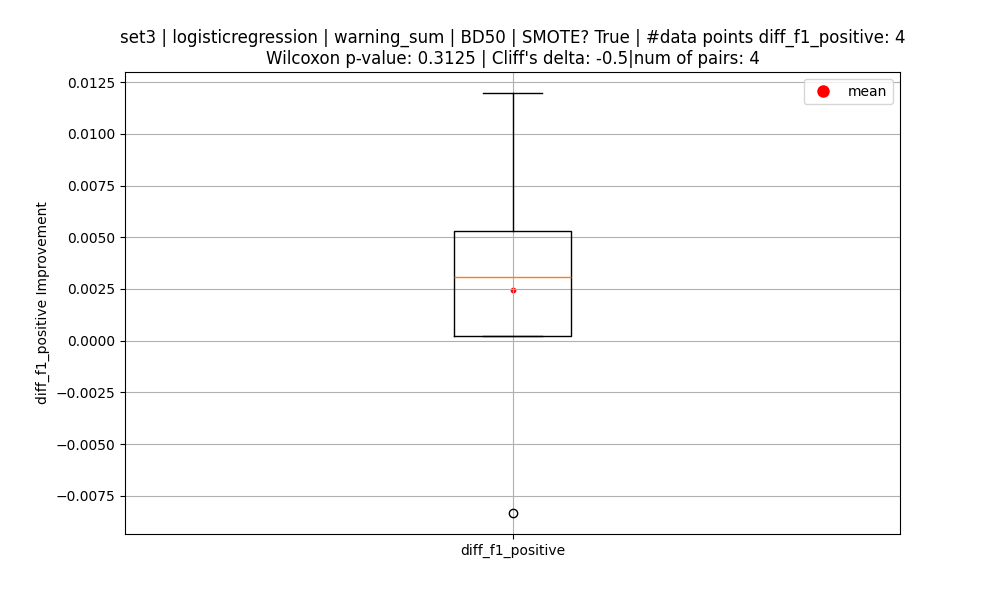 set3 | logisticregression | warning_sum | BD50 | SMOTE? True | #data points diff_f1_positive: 4
Wilcoxon p-value: 0.3125 | Cliff's delta: -0.5|num of pairs: 4
mean
0.0125
0.0100
0.0075
0.0050
0.0025
0.0000
−0.0025
−0.0050
−0.0075
diff_f1_positive Improvement
diff_f1_positive